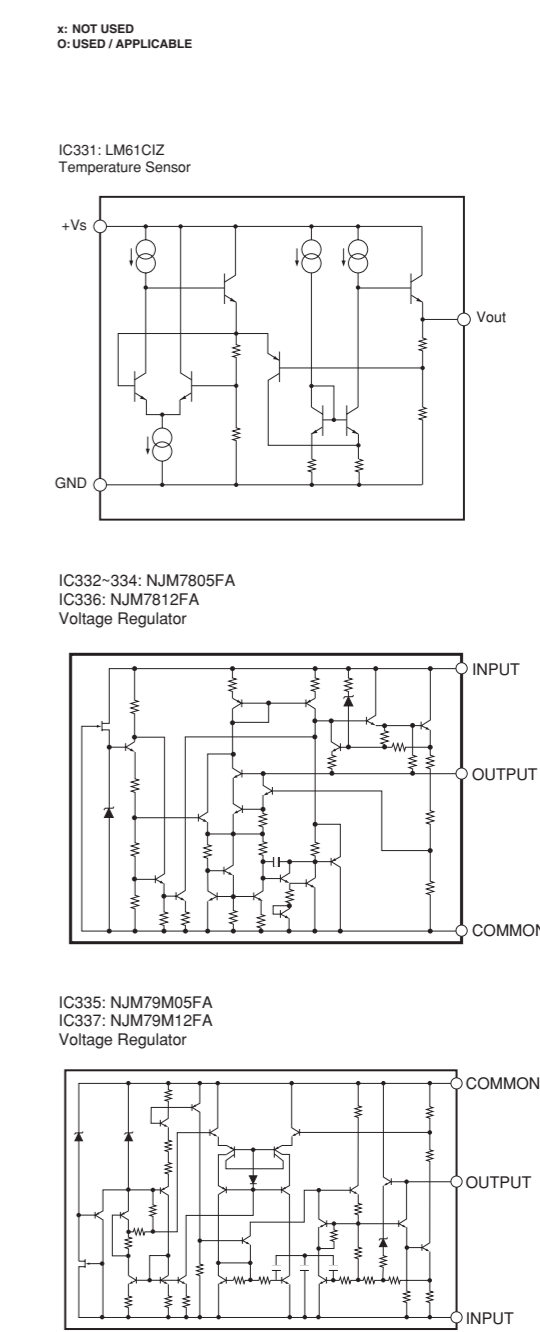 x: NOT USED
O: USED / APPLICABLE
IC331: LM61CIZ
Temperature Sensor
+Vs
Vout
GND
IC332~334: NJM7805FA
IC336: NJM7812FA
Voltage Regulator
INPUT
OUTPUT
COMMON
IC335: NJM79M05FA
IC337: NJM79M12FA
Voltage Regulator
COMMON
OUTPUT
INPUT